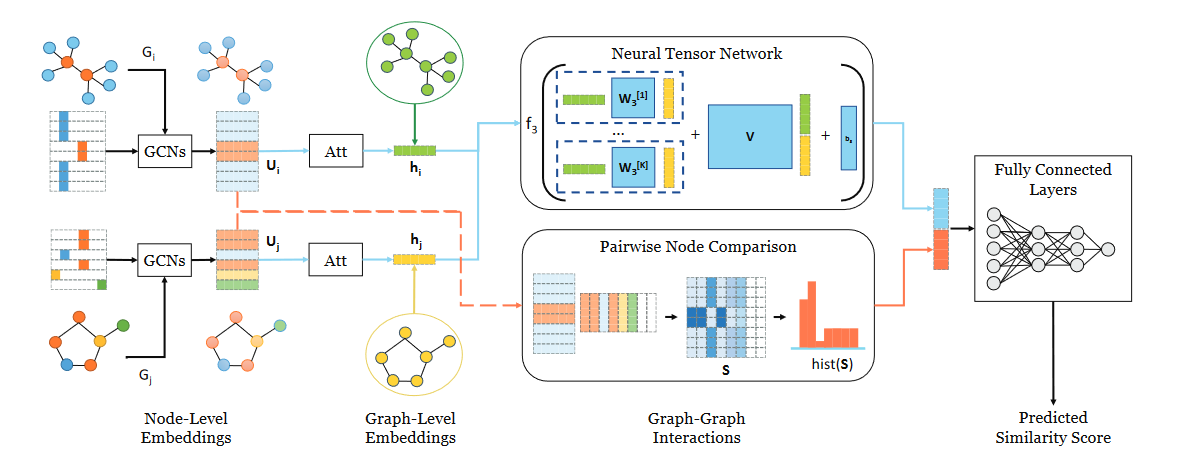 G_i
GCNs
U_i
Att
h_i
G_j
GCNs
U_j
Att
h_j
Neural Tensor Network
f_3
W_3^[1]
...
W_3^[K]
+
V
+
Pairwise Node Comparison
S
hist(S)
Fully Connected
Layers
Node-Level
Embeddings
Graph-Level
Embeddings
Graph-Graph
Interactions
Predicted
Similarity Score